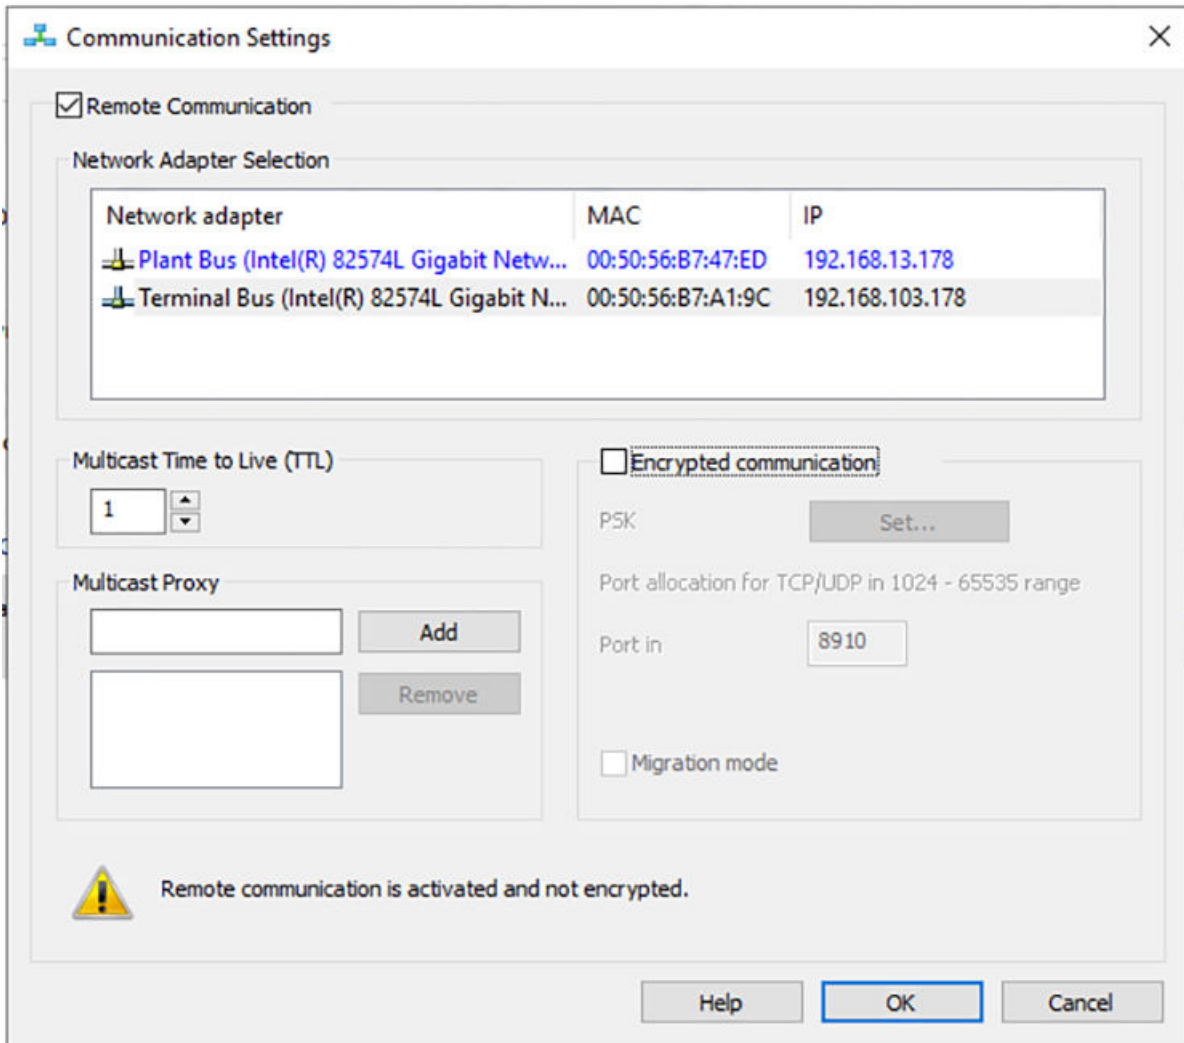 Communication Settings
Remote Communication
Network Adapter Selection
Network adapter MAC IP
Plant Bus (Intel(R) 82574L Gigabit Netw... 00:50:56:B7:47:ED 192.168.13.178
Terminal Bus (Intel(R) 82574L Gigabit N... 00:50:56:B7:A1:9C 192.168.103.178
Multicast Time to Live (TTL)
1
Encrypted communication
PSK Set...
Port allocation for TCP/UDP in 1024 - 65535 range
Port in 8910
Migration mode
Multicast Proxy
Add
Remove
Remote communication is activated and not encrypted.
Help OK Cancel